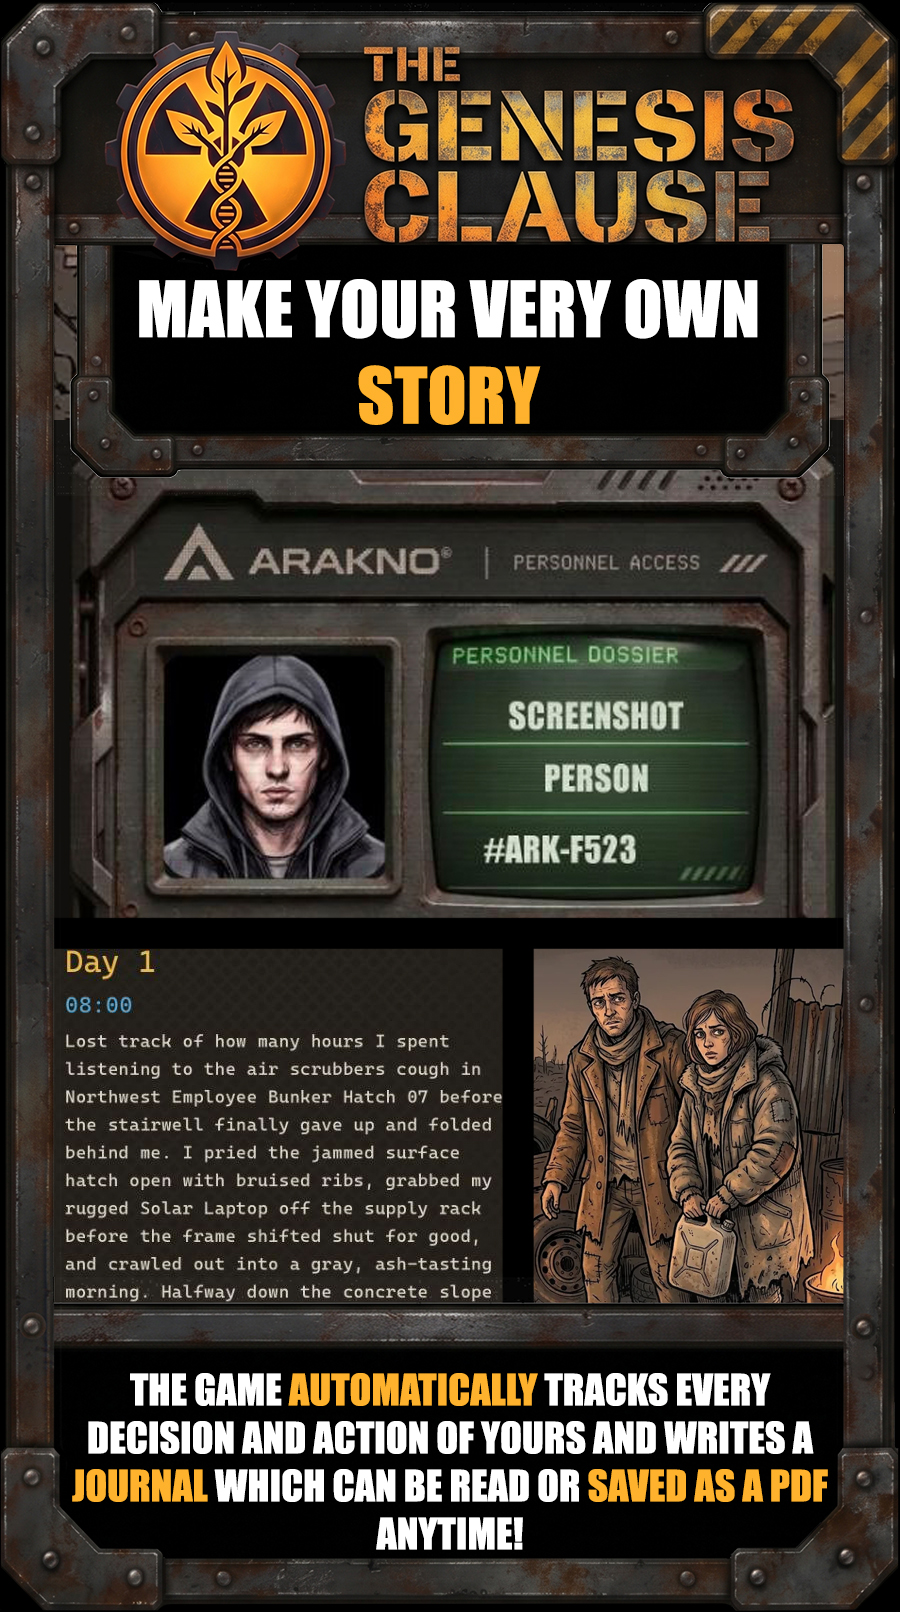 THE
GENESIS
CLAUSE
MAKE YOUR VERY OWN
STORY
ARAKNO® | PERSONNEL ACCESS ///
PERSONNEL DOSSIER
SCREENSHOT
PERSON
#ARK-F523
Day 1
08:00
Lost track of how many hours I spent
listening to the air scrubbers cough in
Northwest Employee Bunker Hatch 07 before
the stairwell finally gave up and folded
behind me. I pried the jammed surface
hatch open with bruised ribs, grabbed my
rugged Solar Laptop off the supply rack
before the frame shifted shut for good,
and crawled out into a gray, ash-tasting
morning. Halfway down the concrete slope
THE GAME AUTOMATICALLY TRACKS EVERY
DECISION AND ACTION OF YOURS AND WRITES A
JOURNAL WHICH CAN BE READ OR SAVED AS A PDF
ANYTIME!